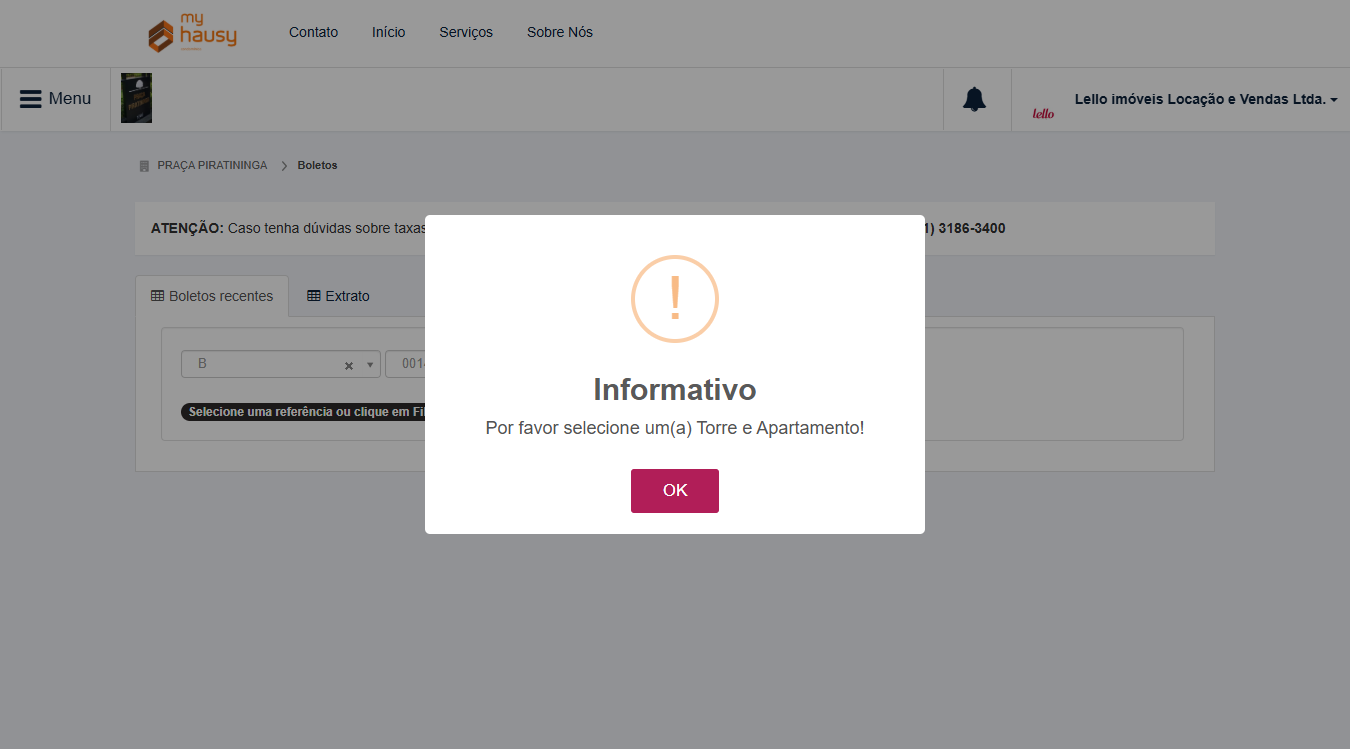 my
hausy
Contato
Início
Serviços
Sobre Nós
Menu
lello
Lello imóveis Locação e Vendas Ltda.
PRAÇA PIRATININGA
Boletos
ATENÇÃO: Caso tenha dúvidas sobre taxas
1) 3186-3400
Boletos recentes
Extrato
B
001
Selecione uma referência ou clique em Fi
!
Informativo
Por favor selecione um(a) Torre e Apartamento!
OK